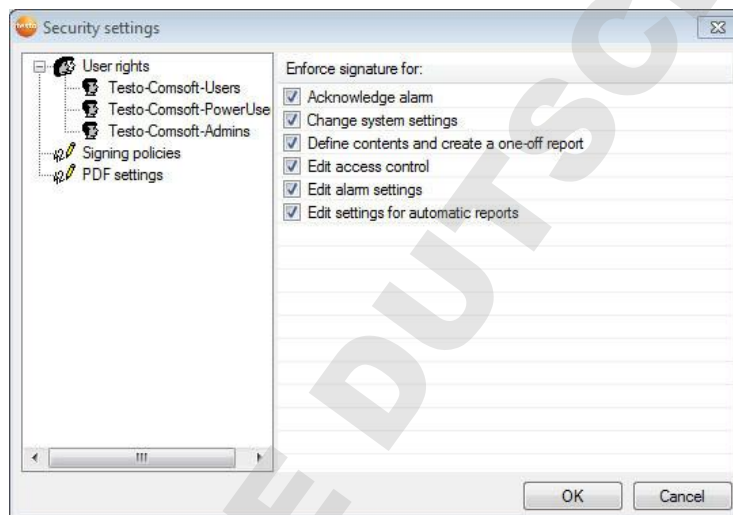 Security settings
User rights
Testo-Comsoft-Users
Testo-Comsoft-PowerUse
Testo-Comsoft-Admins
Signing policies
PDF settings
Enforce signature for:
Acknowledge alarm
Change system settings
Define contents and create a one-off report
Edit access control
Edit alarm settings
Edit settings for automatic reports
OK
Cancel
E DUTSC